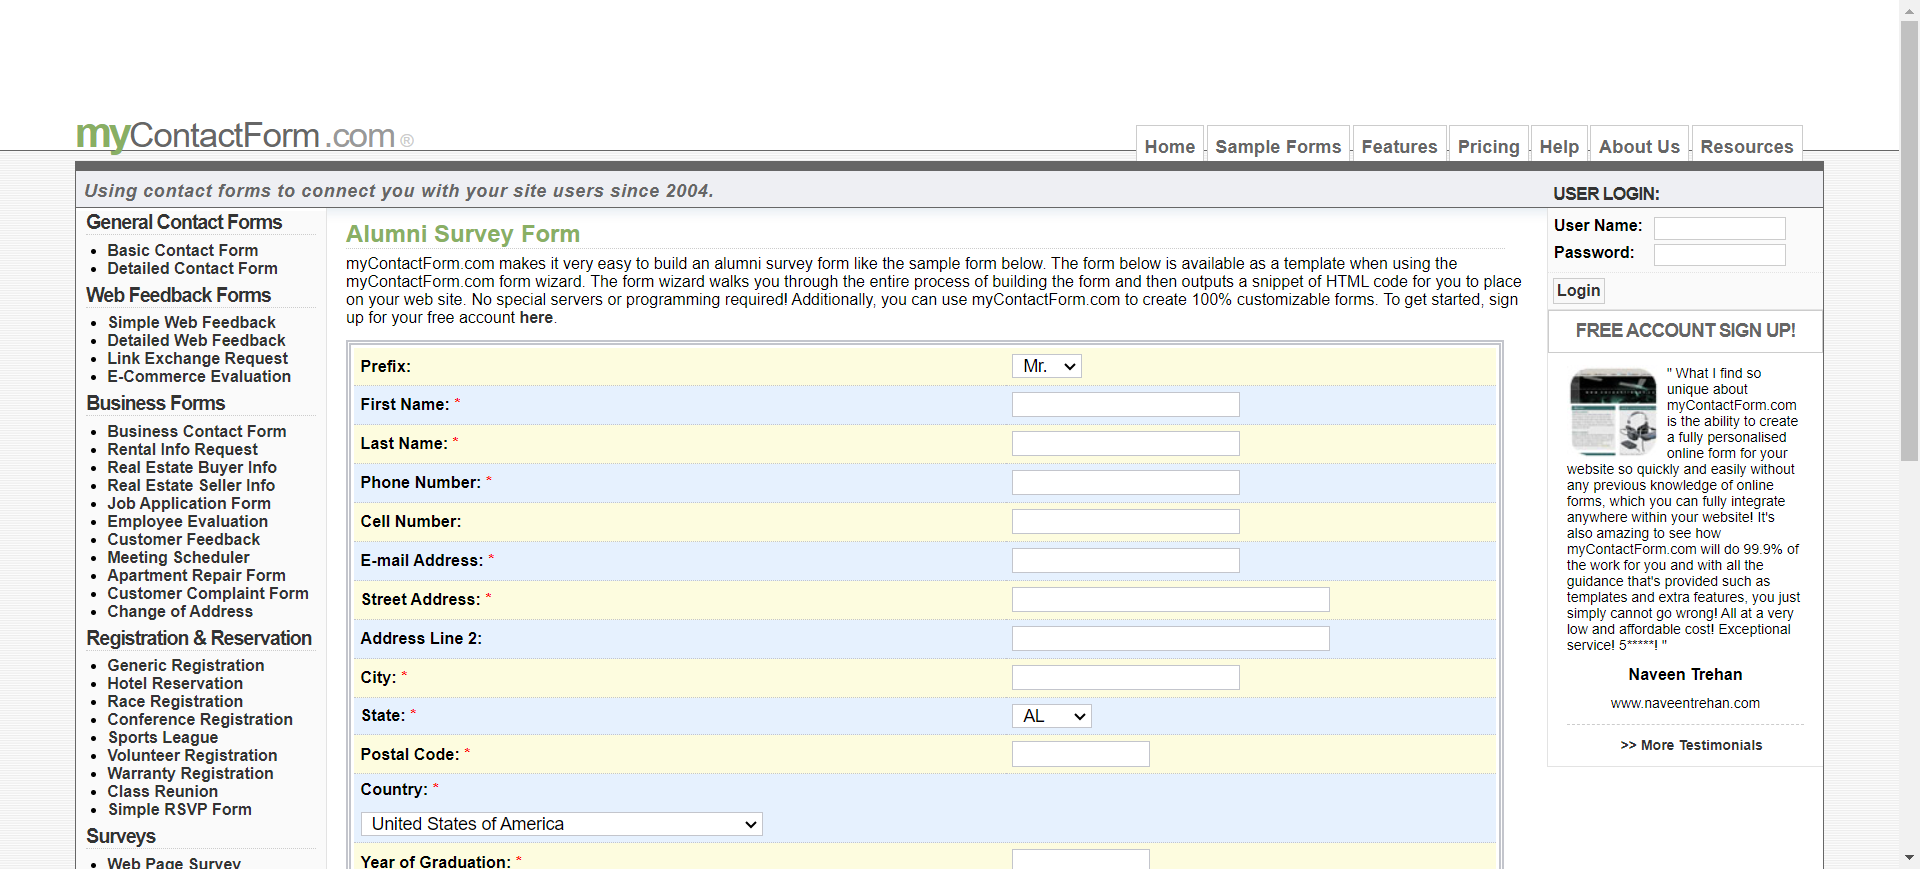 myContactForm.com®
Home
Sample Forms
Features
Pricing
Help
About Us
Resources
Using contact forms to connect you with your site users since 2004.
General Contact Forms
Basic Contact Form
Detailed Contact Form
Web Feedback Forms
Simple Web Feedback
Detailed Web Feedback
Link Exchange Request
E-Commerce Evaluation
Business Forms
Business Contact Form
Rental Info Request
Real Estate Buyer Info
Real Estate Seller Info
Job Application Form
Employee Evaluation
Customer Feedback
Meeting Scheduler
Apartment Repair Form
Customer Complaint Form
Change of Address
Registration & Reservation
Generic Registration
Hotel Reservation
Race Registration
Conference Registration
Sports League
Volunteer Registration
Warranty Registration
Class Reunion
Simple RSVP Form
Surveys
Web Page Survey
Alumni Survey Form
myContactForm.com makes it very easy to build an alumni survey form like the sample form below. The form below is available as a template when using the
myContactForm.com form wizard. The form wizard walks you through the entire process of building the form and then outputs a snippet of HTML code for you to place
on your web site. No special servers or programming required! Additionally, you can use myContactForm.com to create 100% customizable forms. To get started, sign
up for your free account here.
Prefix: Mr.
First Name: *
Last Name: *
Phone Number: *
Cell Number:
E-mail Address: *
Street Address: *
Address Line 2:
City: *
State: * AL
Postal Code: *
Country: *
United States of America
Year of Graduation: *
USER LOGIN:
User Name:
Password:
Login
FREE ACCOUNT SIGN UP!
" What I find so
unique about
myContactForm.com
is the ability to create
a fully personalised
online form for your
website so quickly and easily without
any previous knowledge of online
forms, which you can fully integrate
anywhere within your website! It's
also amazing to see how
myContactForm.com will do 99.9% of
the work for you and with all the
guidance that's provided such as
templates and extra features, you just
simply cannot go wrong! All at a very
low and affordable cost! Exceptional
service! 5*****! "
Naveen Trehan
www.naveentrehan.com
>> More Testimonials